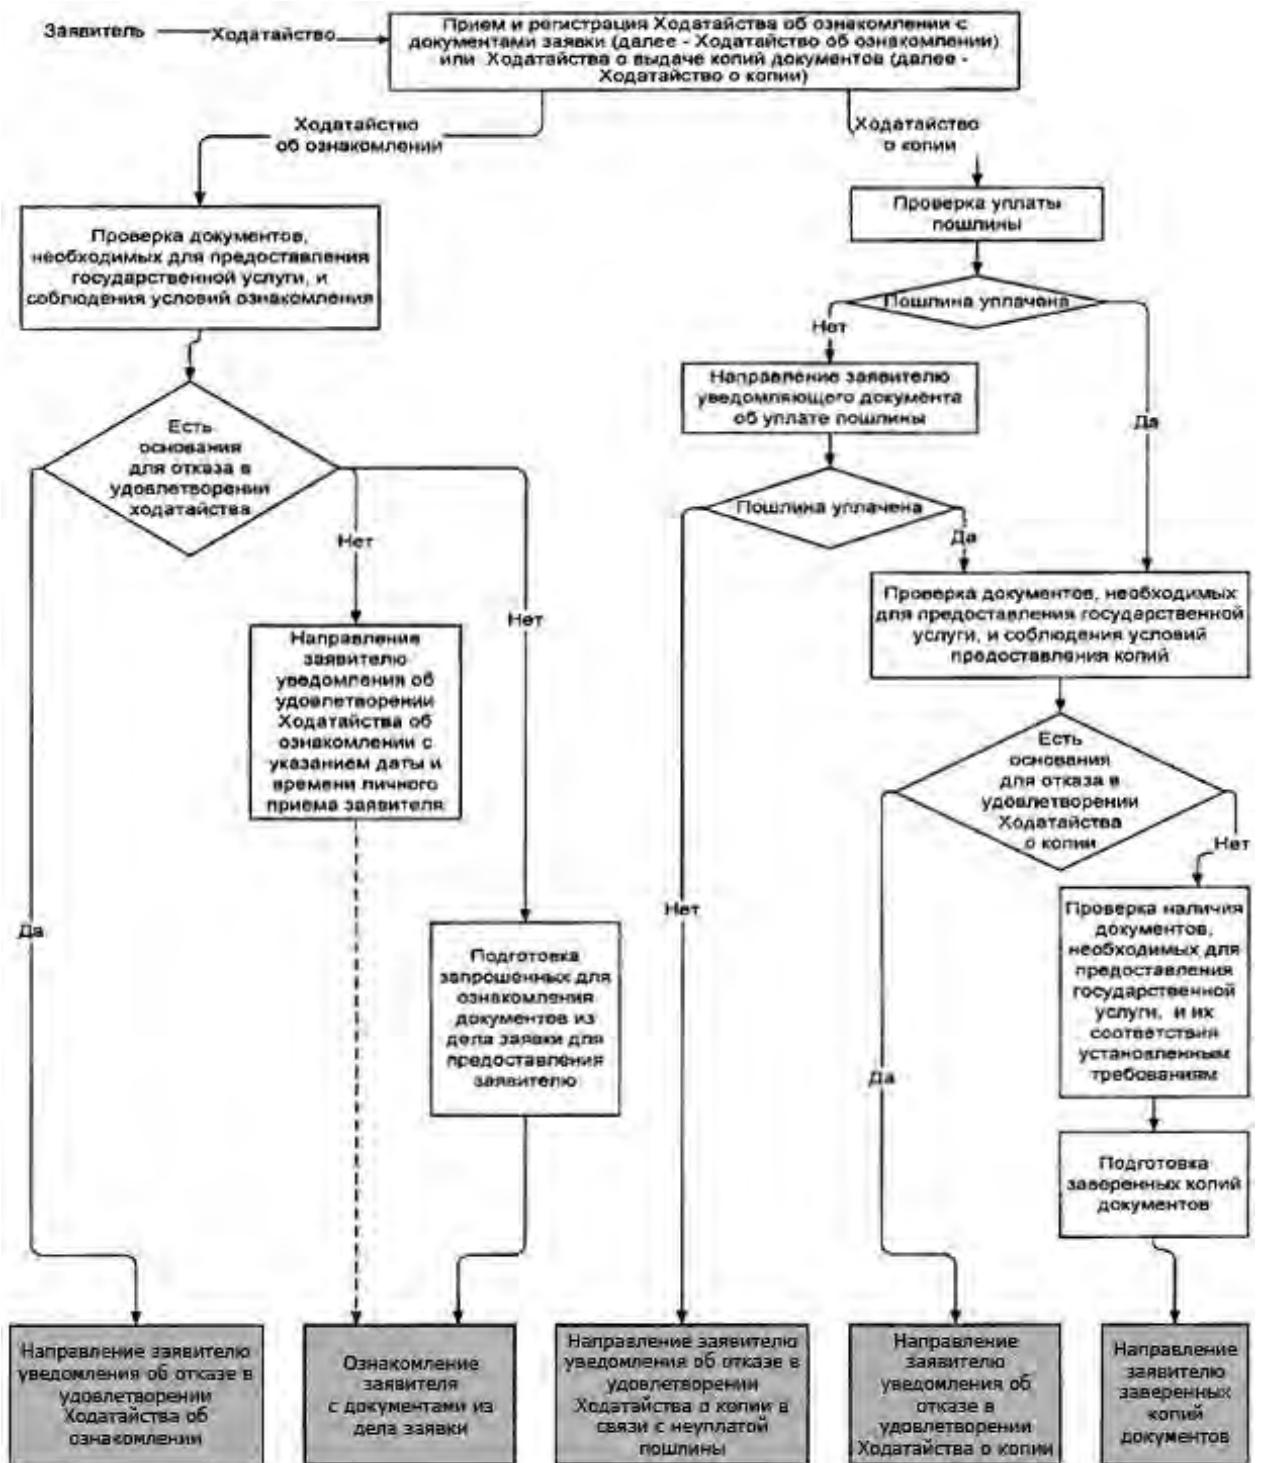 Заявитель
Ходатайство
Прием и регистрация Ходатайства об ознакомлении с
документами заявки (далее - Ходатайство об ознакомлении)
или Ходатайства о выдаче копий документов (далее -
Ходатайство о копии)
Ходатайство
об ознакомлении
Ходатайство
о копии
Проверка документов,
необходимых для предоставления
государственной услуги, и
соблюдения условий ознакомления
Проверка уплаты
пошлины
Пошлина уплачена
Нет
Да
Направление заявителю
уведомляющего документа
об уплате пошлины
Есть
основания
для отказа в
удовлетворении
ходатайства
Пошлина уплачена
Да
Нет
Нет
Проверка документов, необходимых
для предоставления государственной
услуги, и соблюдения условий
предоставления копий
Направление
заявителю
уведомления об
удовлетворении
Ходатайства об
ознакомлении с
указанием даты и
времени личного
приема заявителя
Есть
основания
для отказа в
удовлетворении
Ходатайства
о копии
Нет
Да
Нет
Проверка наличия
документов,
необходимых для
предоставления
государственной
услуги, и их
соответствия
установленным
требованиям
Подготовка
запрошенных для
ознакомления
документов из
дела заявки для
предоставления
заявителю
Да
Подготовка
заверенных копий
документов
Направление заявителю
уведомления об отказе в
удовлетворении
Ходатайства об
ознакомлении
Ознакомление
заявителя
с документами из
дела заявки
Направление заявителю
уведомления об отказе в
удовлетворении
Ходатайства о копии в
связи с неуплатой
пошлины
Направление
заявителю
уведомления об
отказе в
удовлетворении
Ходатайства о копии
Направление
заявителю
заверенных
копий
документов